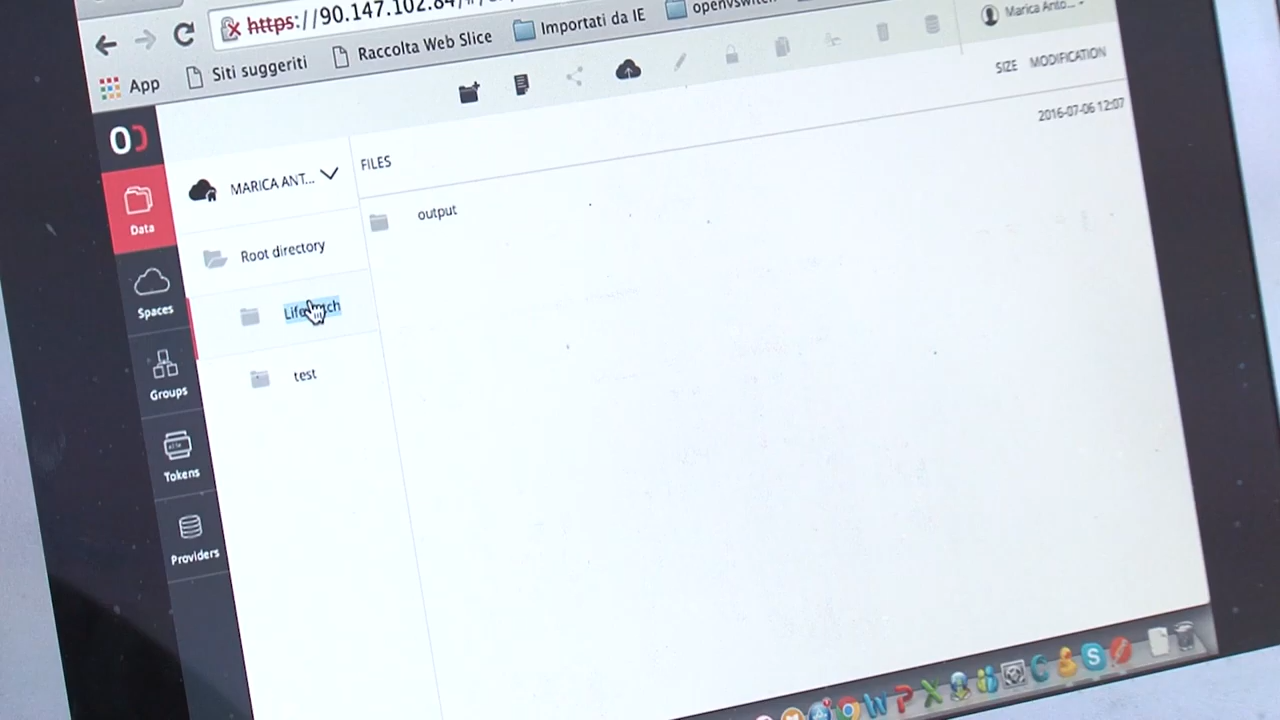 https://90.147.102.84/#/
App
Siti suggeriti
Raccolta Web Slice
Importati da IE
openvswitch
Marica Anto...
MARICA ANT...
FILES
SIZE
MODIFICATION
2016-07-06 12:07
output
Root directory
test
Data
Spaces
Groups
Tokens
Providers